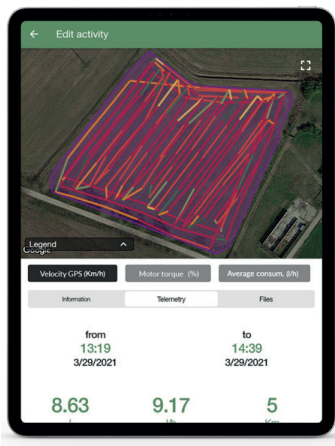 Edit activity
Legend
Google
Velocity GPS (Km/h) Motor torque (%) Average consum. (l/h)
Information Telemetry Files
from to
13:19 14:39
3/29/2021 3/29/2021
8.63 9.17 5
l/h Km